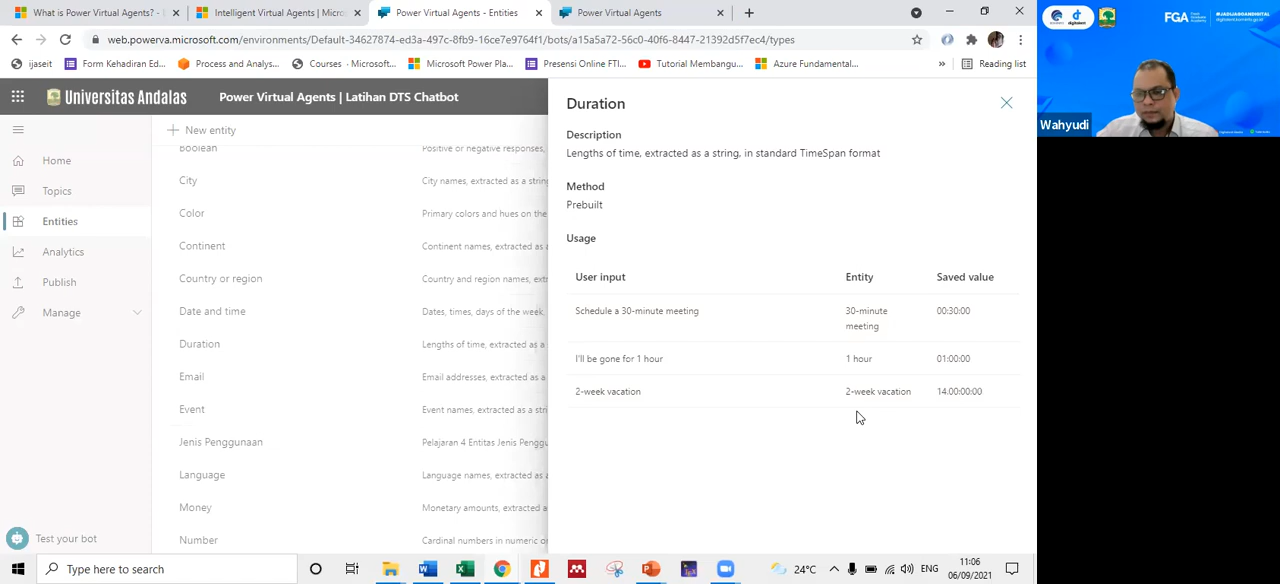 What is Power Virtual Agents? -
Intelligent Virtual Agents | Micros
Power Virtual Agents - Entities
Power Virtual Agents
web.powerva.microsoft.com/environments/Default-34627874-ed3a-497c-8fb9-16ce7e9764f1/bots/a15a5a72-56c0-40f6-8447-21392d5f7ec4/types
ijaseit
Form Kehadiran Ed...
Process and Analys...
Courses - Microsoft...
Microsoft Power Pla...
Presensi Online FTI...
Tutorial Membangu...
Azure Fundamental...
»
Reading list
Universitas Andalas
Power Virtual Agents | Latihan DTS Chatbot
Home
Topics
Entities
Analytics
Publish
Manage
Test your bot
New entity
Boolean
Positive or negative responses,
City
City names, extracted as a string
Color
Primary colors and hues on the
Continent
Continent names, extracted as a
Country or region
Country and region names, ext
Date and time
Dates, times, days of the week,
Duration
Lengths of time, extracted as a
Email
Email addresses, extracted as a
Event
Event names, extracted as a stri
Jenis Penggunaan
Pelajaran 4 Entitas Jenis Pengg
Language
Language names, extracted as
Money
Monetary amounts, extracted a
Number
Cardinal numbers in numeric or
Duration
Description
Lengths of time, extracted as a string, in standard TimeSpan format
Method
Prebuilt
Usage
User input Entity Saved value
Schedule a 30-minute meeting 30-minute meeting 00:30:00
I'll be gone for 1 hour 1 hour 01:00:00
2-week vacation 2-week vacation 14.00:00:00
Type here to search
24°C
ENG
11:06
06/09/2021
FGA
#JADIJAGOANDIGITAL
Wahyudi